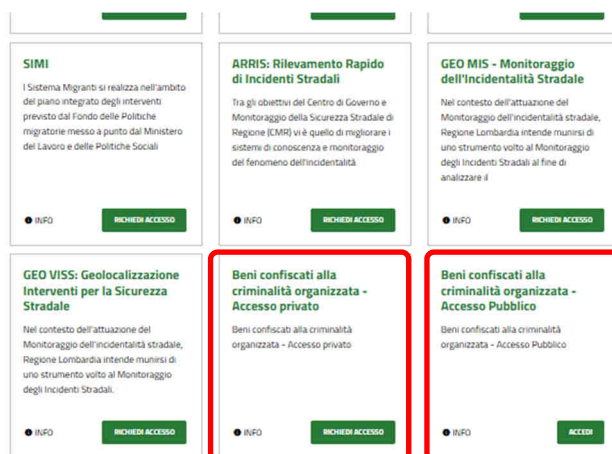 SIMI
I Sistema Migranti si realizza nell'ambito
del piano integrato degli interventi
previsto dal Fondo delle Politiche
migratorie messo a punto dal Ministero
del Lavoro e delle Politiche Sociali
INFO
RICHIEDI ACCESSO
ARRIS: Rilevamento Rapido
di Incidenti Stradali
Tra gli obiettivi del Centro di Governo e
Monitoraggio della Sicurezza Stradale di
Regione (CMR) vi è quello di migliorare i
sistemi di conoscenza e monitoraggio
del fenomeno dell'incidentalità
INFO
RICHIEDI ACCESSO
GEO MIS - Monitoraggio
dell'Incidentalità Stradale
Nel contesto dell'attuazione del
Monitoraggio dell'incidentalità stradale,
Regione Lombardia intende munirsi di
uno strumento volto al Monitoraggio
degli Incidenti Stradali al fine di
analizzare il
INFO
RICHIEDI ACCESSO
GEO VISS: Geolocalizzazione
Interventi per la Sicurezza
Stradale
Nel contesto dell'attuazione del
Monitoraggio dell'incidentalità stradale,
Regione Lombardia intende munirsi di
uno strumento volto al Monitoraggio
degli Incidenti Stradali.
INFO
RICHIEDI ACCESSO
Beni confiscati alla
criminalità organizzata -
Accesso privato
Beni confiscati alla criminalità
organizzata - Accesso privato
INFO
RICHIEDI ACCESSO
Beni confiscati alla
criminalità organizzata -
Accesso Pubblico
Beni confiscati alla criminalità
organizzata - Accesso Pubblico
INFO
ACCEDI